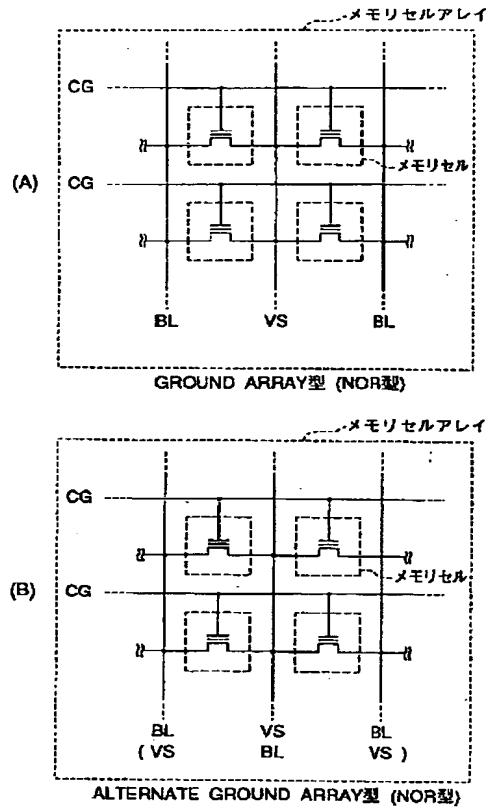 メモリセルアレイ
CG
メモリセル
(A)
CG
BL VS BL
GROUND ARRAY型 (NOR型)
メモリセルアレイ
CG
メモリセル
(B)
CG
BL VS BL
( VS BL VS )
ALTERNATE GROUND ARRAY型 (NOR型)